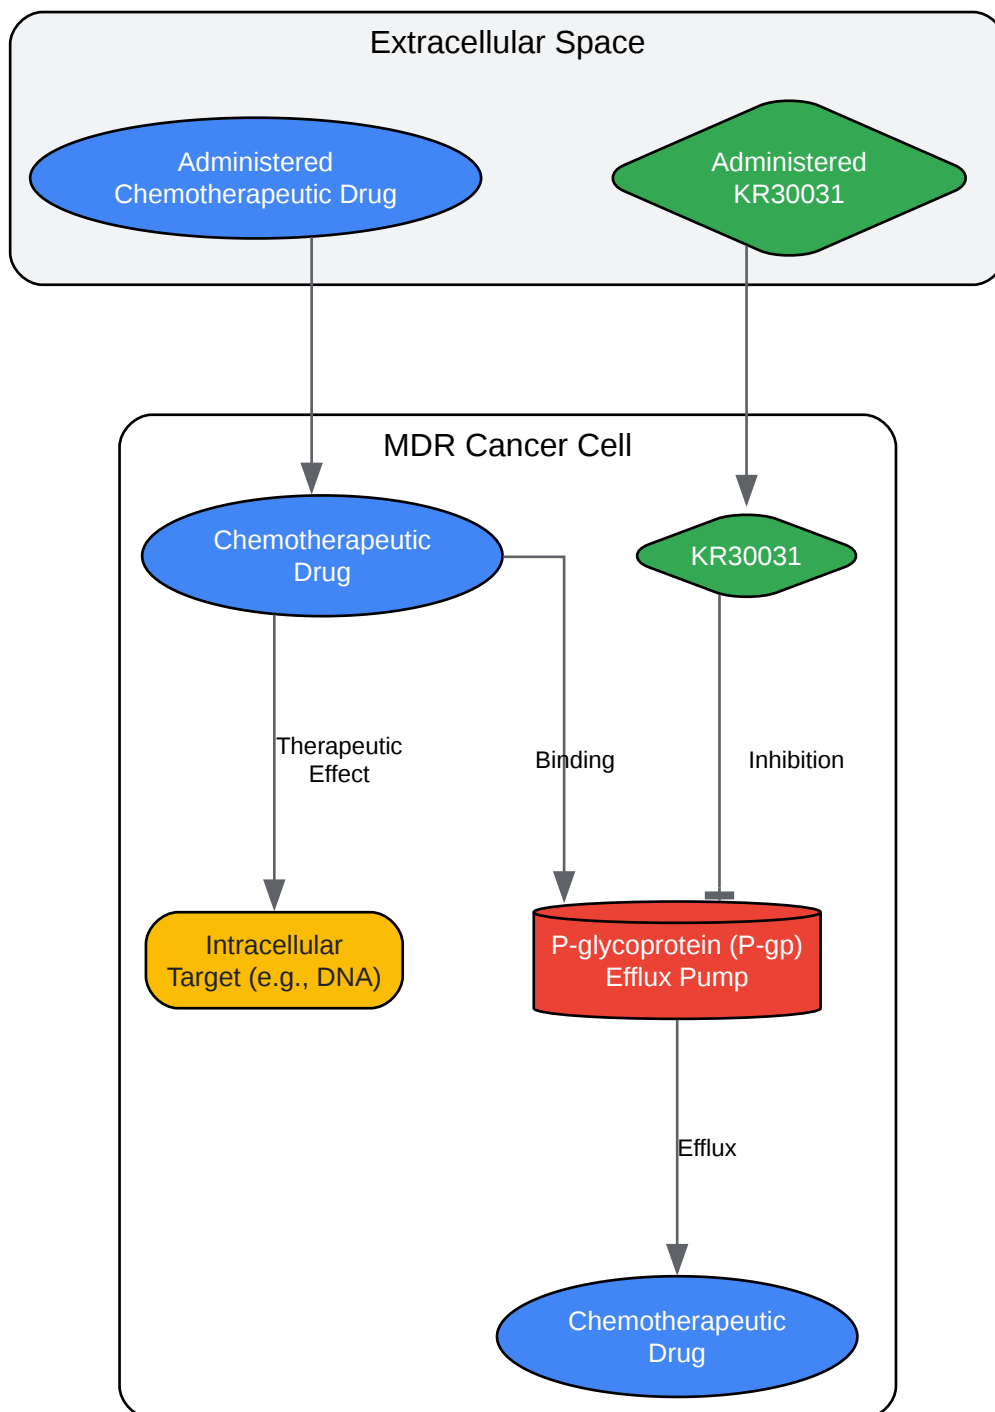 Extracellular Space
Administered
Chemotherapeutic Drug
Administered
KR30031
MDR Cancer Cell
Chemotherapeutic
Drug
KR30031
Therapeutic
Effect
Binding
Inhibition
Intracellular
Target (e.g., DNA)
P-glycoprotein (P-gp)
Efflux Pump
Efflux
Chemotherapeutic
Drug